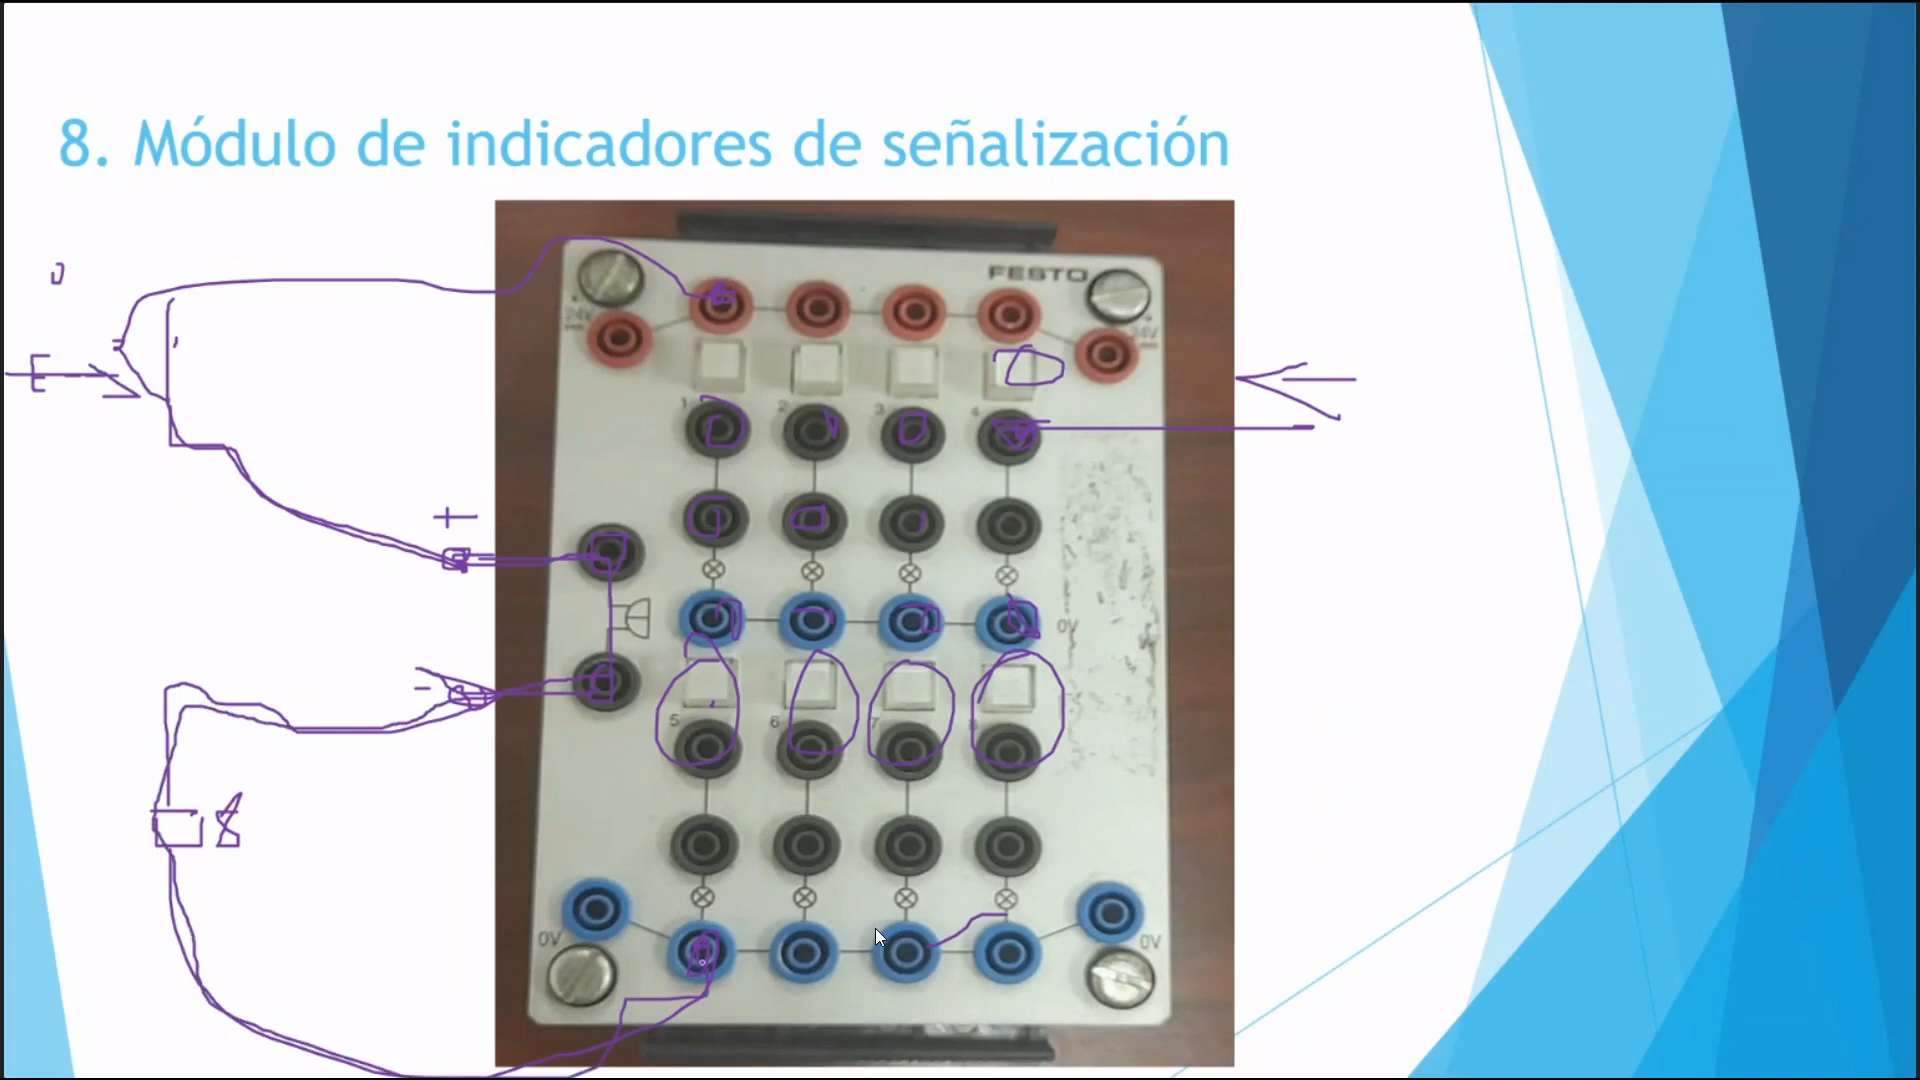 8. Módulo de indicadores de señalización
FESTO
+
24V
+
24V
1 2 3 4
+
0V
-
5 6 7 8
0V
0V